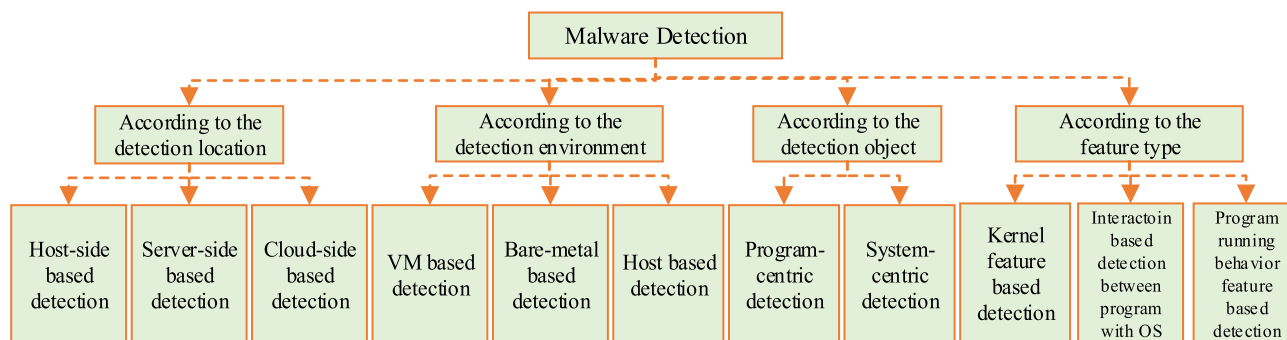 Malware Detection
According to the
detection location
According to the
detection environment
According to the
detection object
According to the
feature type
Host-side
based
detection
Server-side
based
detection
Cloud-side
based
detection
VM based
detection
Bare-metal
based
detection
Host based
detection
Program-
centric
detection
System-
centric
detection
Kernel
feature
based
detection
Interactoin
based
detection
between
program
with OS
Program
running
behavior
feature
based
detection